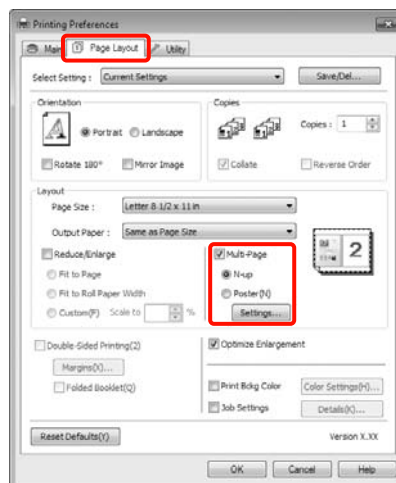 Printing Preferences
Main Page Layout Utility
Select Setting : Current Settings Save/Del...
Orientation Copies
A Portrait Landscape Copies : 1
Rotate 180° Mirror Image Collate Reverse Order
Layout
Page Size : Letter 8 1/2 x 11 in
Output Paper : Same as Page Size
Reduce/Enlarge Multi-Page
2
Fit to Page N-up
Fit to Roll Paper Width Poster(N)
Custom(P) Scale to % Settings...
Double-Sided Printing(2) Optimize Enlargement
Margins(X)...
Folded Booklet(Q) Print Bckg Color Color Settings(H)...
Job Settings Details(K)...
Reset Defaults(Y) Version X.XX
OK Cancel Help